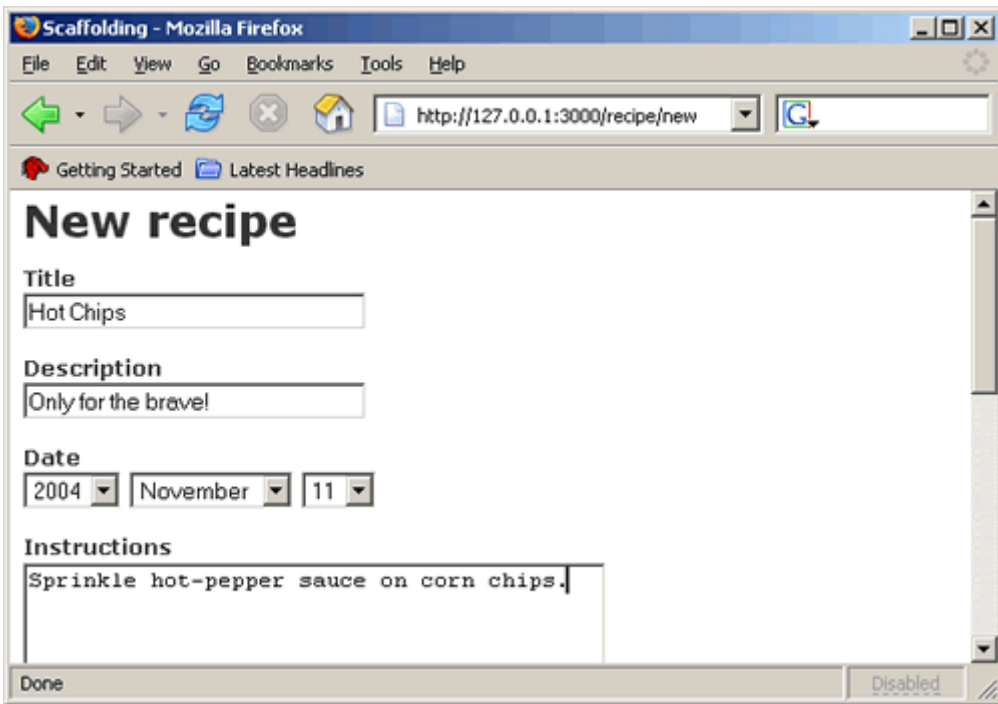 Scaffolding - Mozilla Firefox
File Edit View Go Bookmarks Tools Help
http://127.0.0.1:3000/recipe/new G
Getting Started Latest Headlines
New recipe
Title
Hot Chips
Description
Only for the brave!
Date
2004 November 11
Instructions
Sprinkle hot-pepper sauce on corn chips.
Done Disabled